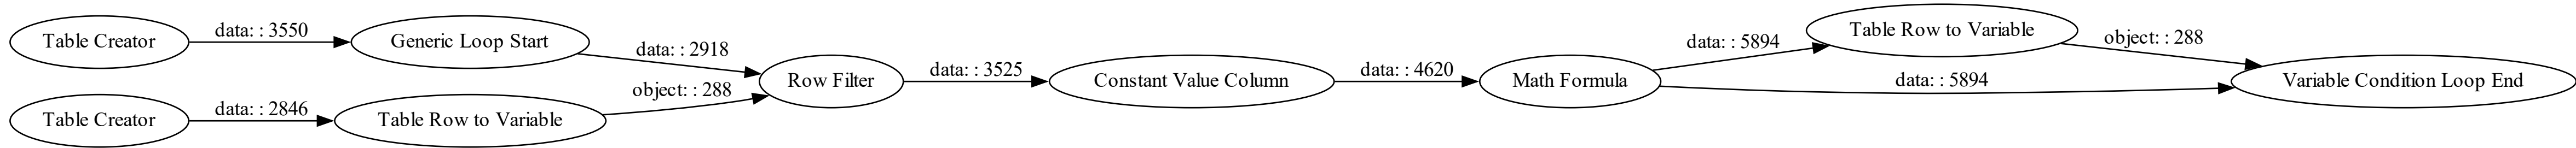 Table Creator
data: : 3550
Generic Loop Start
data: : 2918
Table Creator
data: : 2846
Table Row to Variable
object: : 288
Row Filter
data: : 3525
Constant Value Column
data: : 4620
Math Formula
data: : 5894
Table Row to Variable
object: : 288
data: : 5894
Variable Condition Loop End